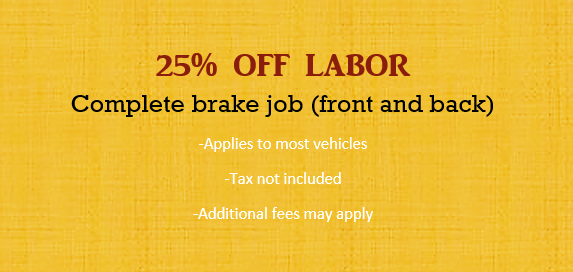 25% OFF LABOR
Complete brake job (front and back)
-Applies to most vehicles
-Tax not included
-Additional fees may apply